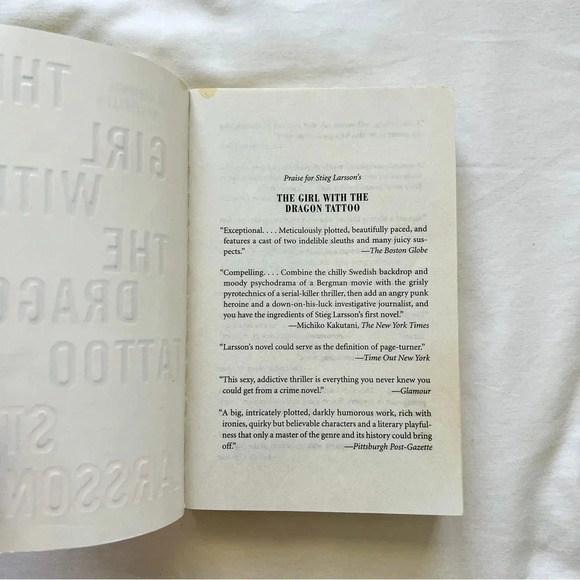 THE
GIRL
WITH
THE
DRAGO
TATTOO
ST
LARSSON
Praise for Stieg Larsson's
THE GIRL WITH THE
DRAGON TATTOO
“Exceptional. . . . Meticulously plotted, beautifully paced, and
features a cast of two indelible sleuths and many juicy sus-
pects.” —The Boston Globe
“Compelling. . . . Combine the chilly Swedish backdrop and
moody psychodrama of a Bergman movie with the grisly
pyrotechnics of a serial-killer thriller, then add an angry punk
heroine and a down-on-his-luck investigative journalist, and
you have the ingredients of Stieg Larsson's first novel.”
—Michiko Kakutani, The New York Times
“Larsson's novel could serve as the definition of page-turner.”
—Time Out New York
“This sexy, addictive thriller is everything you never knew you
could get from a crime novel.” —Glamour
“A big, intricately plotted, darkly humorous work, rich with
ironies, quirky but believable characters and a literary playful-
ness that only a master of the genre and its history could bring
off.” —Pittsburgh Post-Gazette